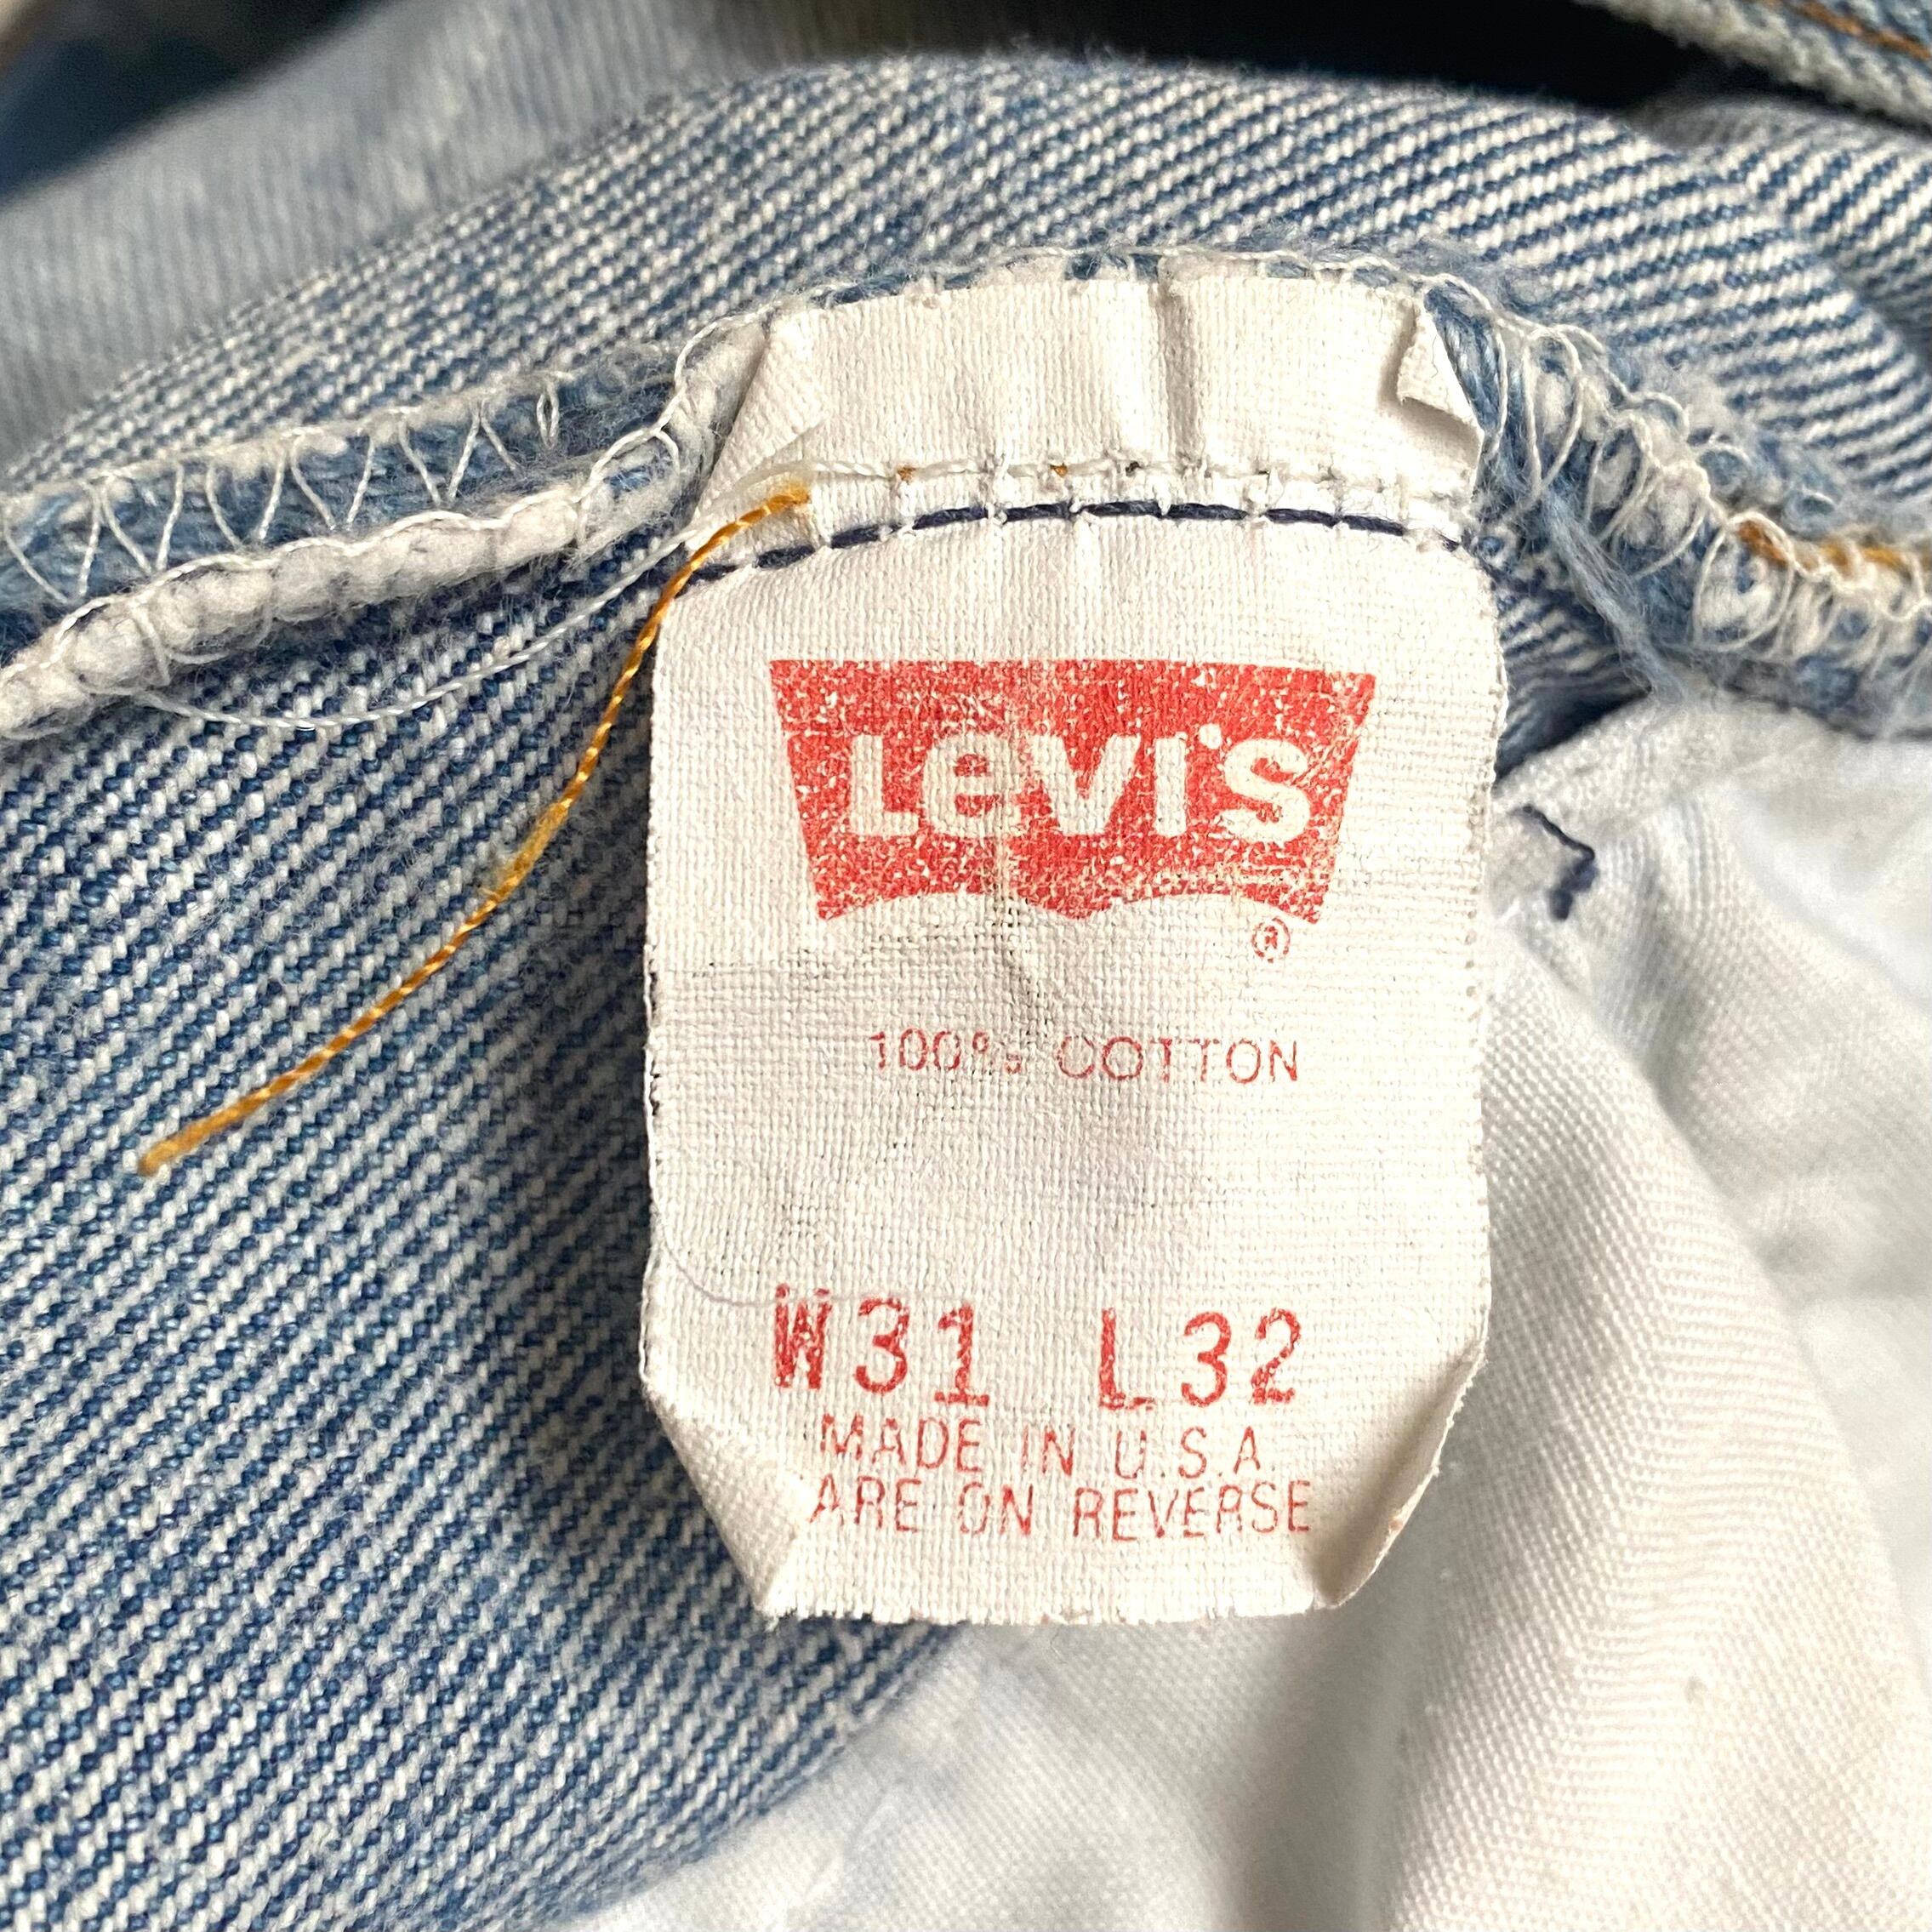 Levi's
®
100% COTTON
W31 L32
MADE IN U.S.A
ARE ON REVERSE